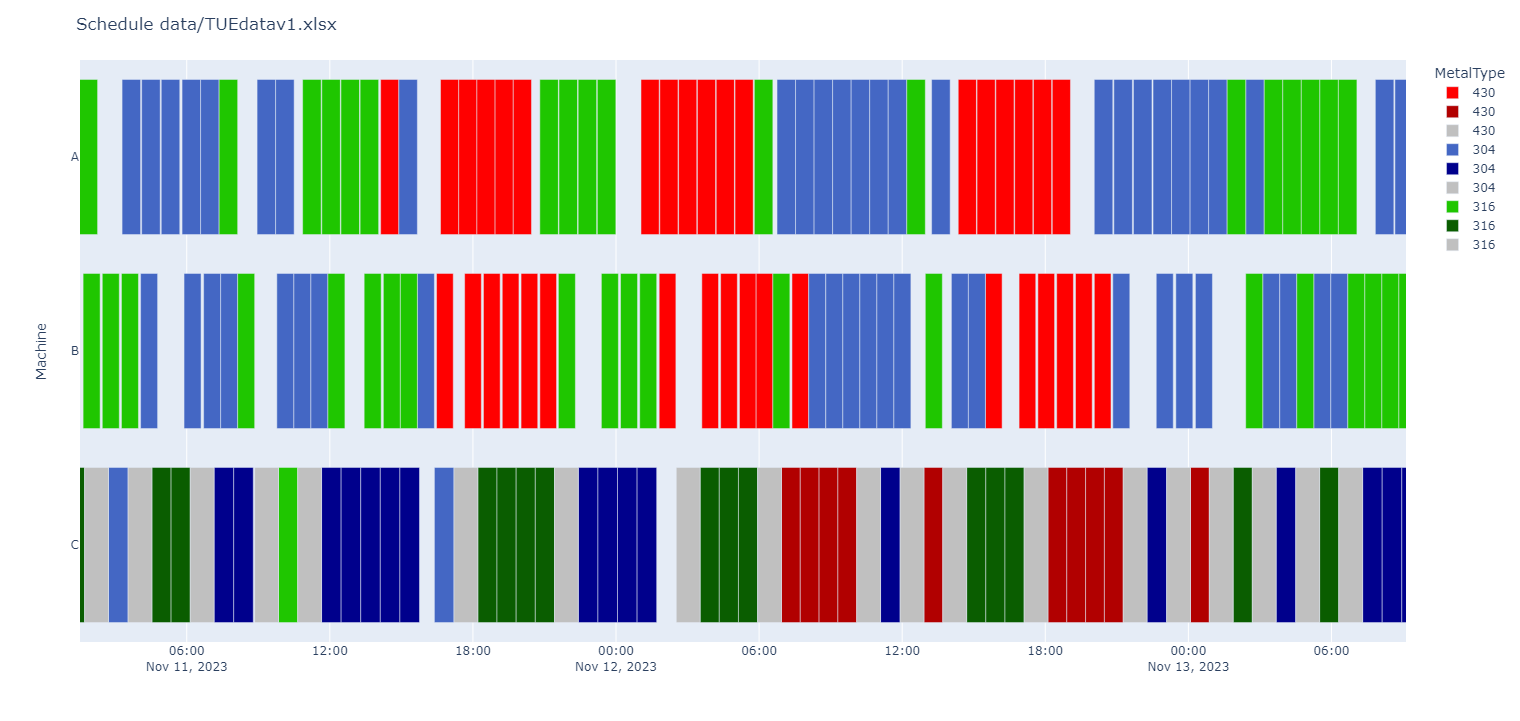 Schedule data/TUEdatav1.xlsx
MetalType
430
430
430
304
304
304
316
316
316
Machine
A
B
C
06:00 12:00 18:00 00:00 06:00 12:00 18:00 00:00 06:00
Nov 11, 2023 Nov 12, 2023 Nov 13, 2023